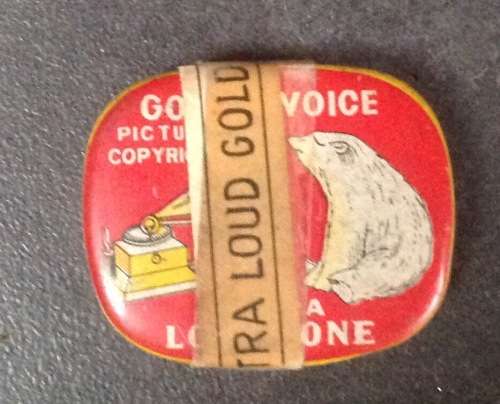 GO VOICE
PICTU
COPYRI
TRA LOUD GOLD
A
LO ONE